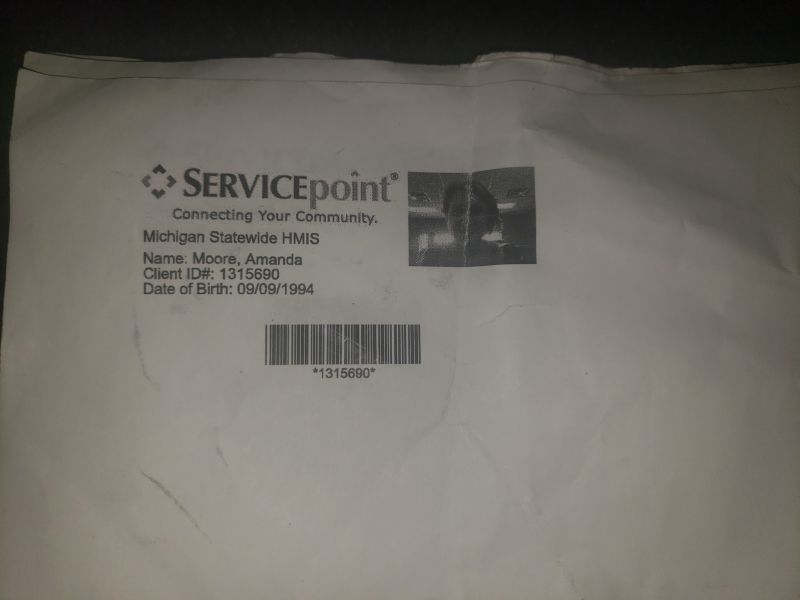 SERVICEpoint®
Connecting Your Community.
Michigan Statewide HMIS
Name: Moore, Amanda
Client ID#: 1315690
Date of Birth: 09/09/1994
*1315690*